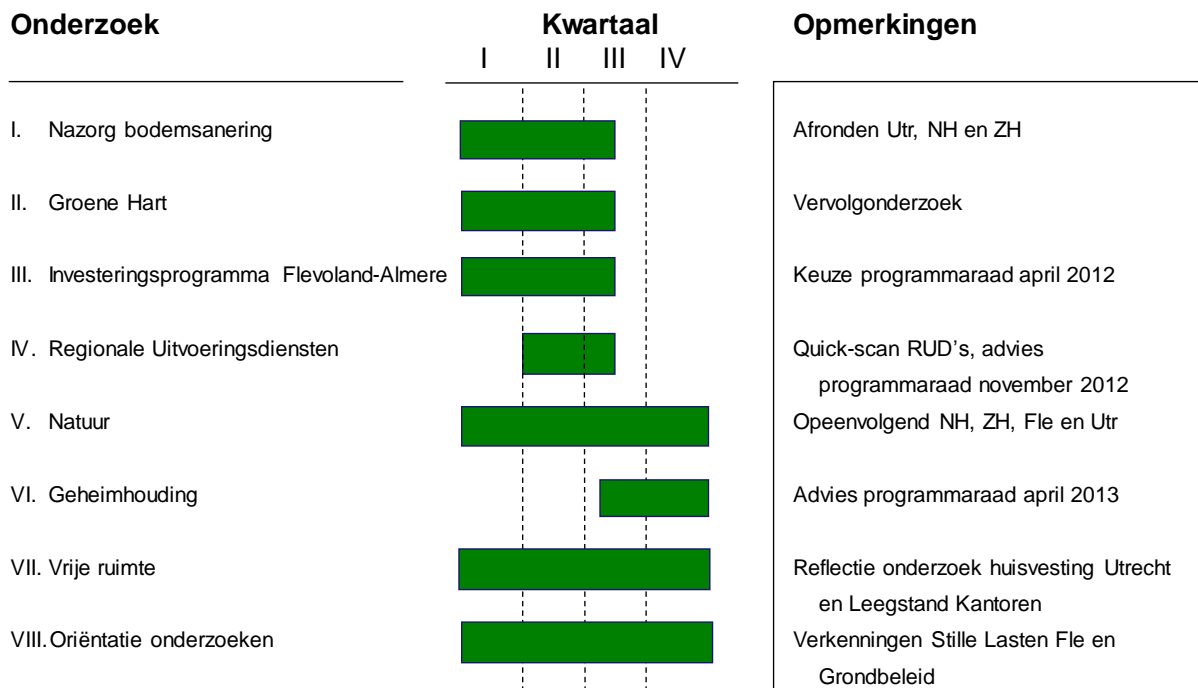 Onderzoek Kwartaal Opmerkingen
I II III IV
I. Nazorg bodemsanering Afronden Utr, NH en ZH
II. Groene Hart Vervolgonderzoek
III. Investeringsprogramma Flevoland-Almere Keuze programmaraad april 2012
IV. Regionale Uitvoeringsdiensten Quick-scan RUD's, advies
programmaraad november 2012
V. Natuur Opeenvolgend NH, ZH, Fle en Utr
VI. Geheimhouding Advies programmaraad april 2013
VII. Vrije ruimte Reflectie onderzoek huisvesting Utrecht
en Leegstand Kantoren
VIII. Oriëntatie onderzoeken Verkenningen Stille Lasten Fle en
Grondbeleid